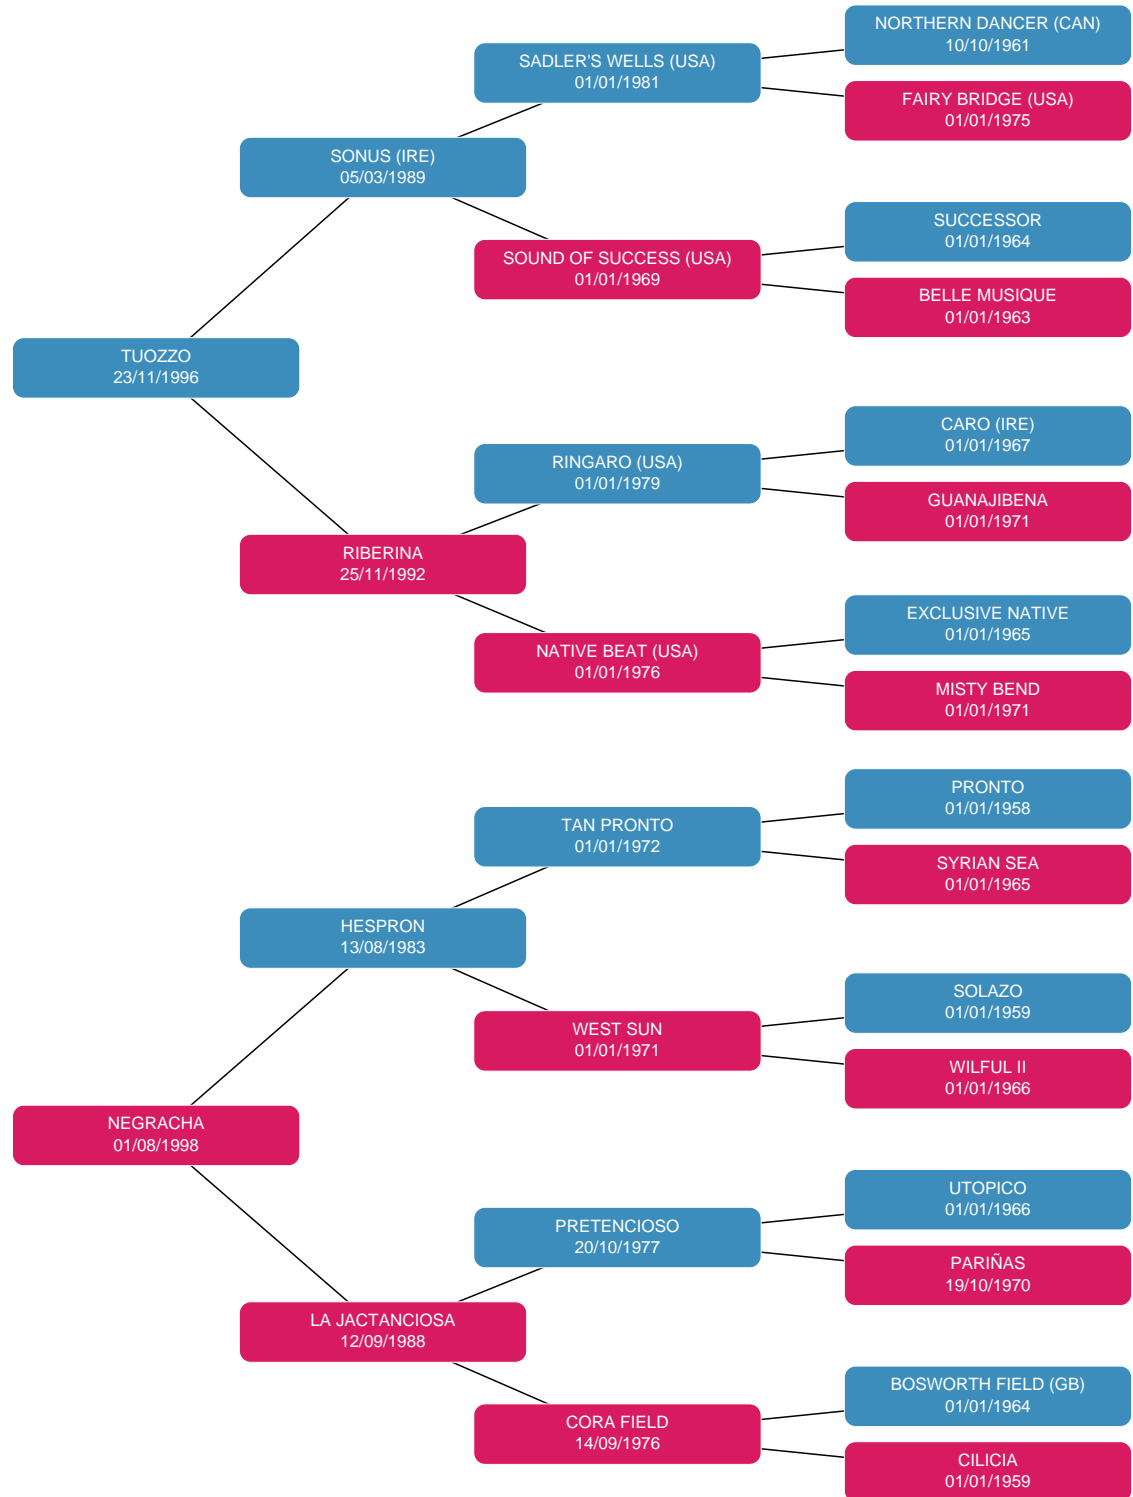 NORTHERN DANCER (CAN)
10/10/1961
SADLER'S WELLS (USA)
01/01/1981
FAIRY BRIDGE (USA)
01/01/1975
SONUS (IRE)
05/03/1989
SUCCESSOR
01/01/1964
SOUND OF SUCCESS (USA)
01/01/1969
BELLE MUSIQUE
01/01/1963
TUOZZO
23/11/1996
CARO (IRE)
01/01/1967
RINGARO (USA)
01/01/1979
GUANAJIBENA
01/01/1971
RIBERINA
25/11/1992
EXCLUSIVE NATIVE
01/01/1965
NATIVE BEAT (USA)
01/01/1976
MISTY BEND
01/01/1971
PRONTO
01/01/1958
TAN PRONTO
01/01/1972
SYRIAN SEA
01/01/1965
HESPRON
13/08/1983
SOLAZO
01/01/1959
WEST SUN
01/01/1971
WILFUL II
01/01/1966
NEGRACHA
01/08/1998
UTOPICO
01/01/1966
PRETENCIOSO
20/10/1977
PARIÑAS
19/10/1970
LA JACTANCIOSA
12/09/1988
BOSWORTH FIELD (GB)
01/01/1964
CORA FIELD
14/09/1976
CILICIA
01/01/1959